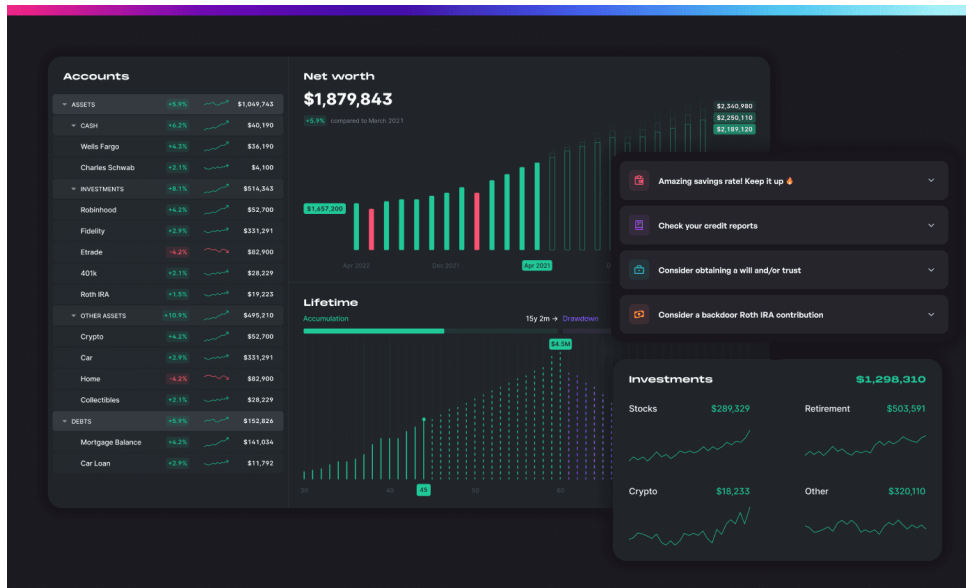 Accounts
ASSETS +5.9% $1,049,743
CASH +6.2% $40,190
Wells Fargo +4.3% $36,190
Charles Schwab +2.1% $4,100
INVESTMENTS +8.1% $514,343
Robinhood +4.2% $52,700
Fidelity +2.9% $331,291
Etrade -4.2% $82,900
401k +2.1% $28,229
Roth IRA +1.5% $19,223
OTHER ASSETS +10.9% $495,210
Crypto +4.2% $52,700
Car +2.9% $331,291
Home -4.2% $82,900
Collectibles +2.1% $28,229
DEBTS +5.9% $152,826
Mortgage Balance +4.2% $141,034
Car Loan +2.9% $11,792
Net worth
$1,879,843
+5.9% compared to March 2021
$2,340,980
$2,250,110
$2,189,120
$1,657,200
Apr 2022 Dec 2021 Apr 2021
Lifetime
Accumulation 15y 2m → Drawdown
$4.5M
30 40 45 50 60
Amazing savings rate! Keep it up 🔥
Check your credit reports
Consider obtaining a will and/or trust
Consider a backdoor Roth IRA contribution
Investments $1,298,310
Stocks $289,329 Retirement $503,591
Crypto $18,233 Other $320,110